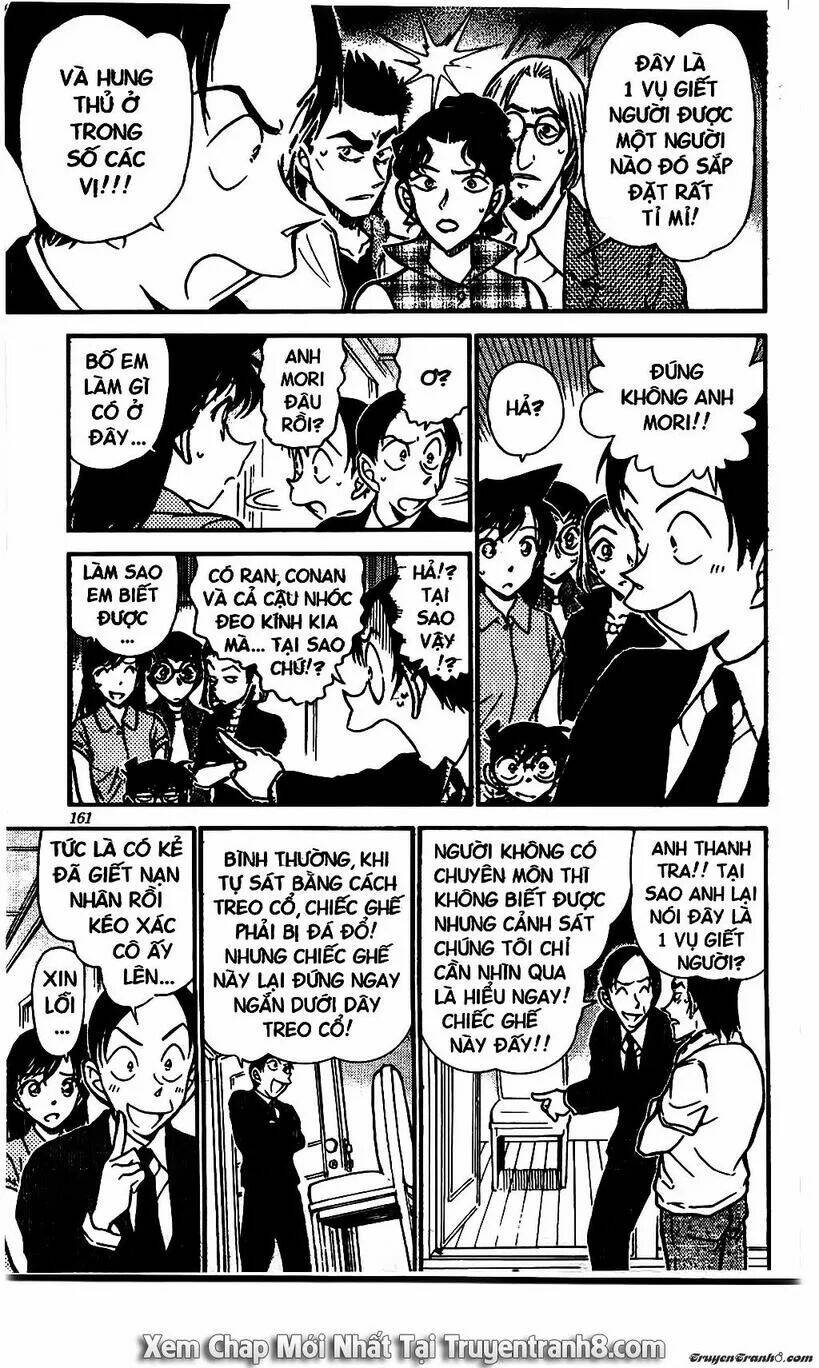 ĐÂY LÀ
1 VỤ GIẾT
NGƯỜI ĐƯỢC
MỘT NGƯỜI
NÀO ĐÓ SẮP
ĐẶT RẤT
TỈ MỈ!
VÀ HUNG
THỦ Ở
TRONG
SỐ CÁC
VỊ!!!
ĐÚNG
KHÔNG ANH
MORI!!
HẢ?
Ơ?
ANH
MORI
ĐÂU
RỒI?
BỐ EM
LÀM GÌ
CÓ Ở
ĐÂY...
HẢ!?
TẠI
SAO
VẬY
!?
CÓ RAN, CONAN
VÀ CẢ CẬU NHÓC
ĐEO KÍNH KIA
MÀ... TẠI SAO
CHỨ!?
LÀM SAO
EM BIẾT
ĐƯỢC
...
161
ANH THANH
TRA!! TẠI
SAO ANH LẠI
NÓI ĐÂY LÀ
1 VỤ GIẾT
NGƯỜI?
NGƯỜI KHÔNG CÓ
CHUYÊN MÔN THÌ
KHÔNG BIẾT ĐƯỢC
NHƯNG CẢNH SÁT
CHÚNG TÔI CHỈ
CẦN NHÌN QUA
LÀ HIỂU NGAY!
CHIẾC GHẾ
NÀY ĐẤY!!
BÌNH THƯỜNG, KHI
TỰ SÁT BẰNG CÁCH
TREO CỔ, CHIẾC GHẾ
PHẢI BỊ ĐÁ ĐỔ!
NHƯNG CHIẾC GHẾ
NÀY LẠI ĐỨNG NGAY
NGẮN DƯỚI DÂY
TREO CỔ!
TỨC LÀ CÓ KẺ
ĐÃ GIẾT NẠN
NHÂN RỒI
KÉO XÁC
CÔ ẤY
LÊN...
XIN
LỖI
...
Xem Chap Mới Nhất Tại Truyentranh8.com
TruyenTranh8.com